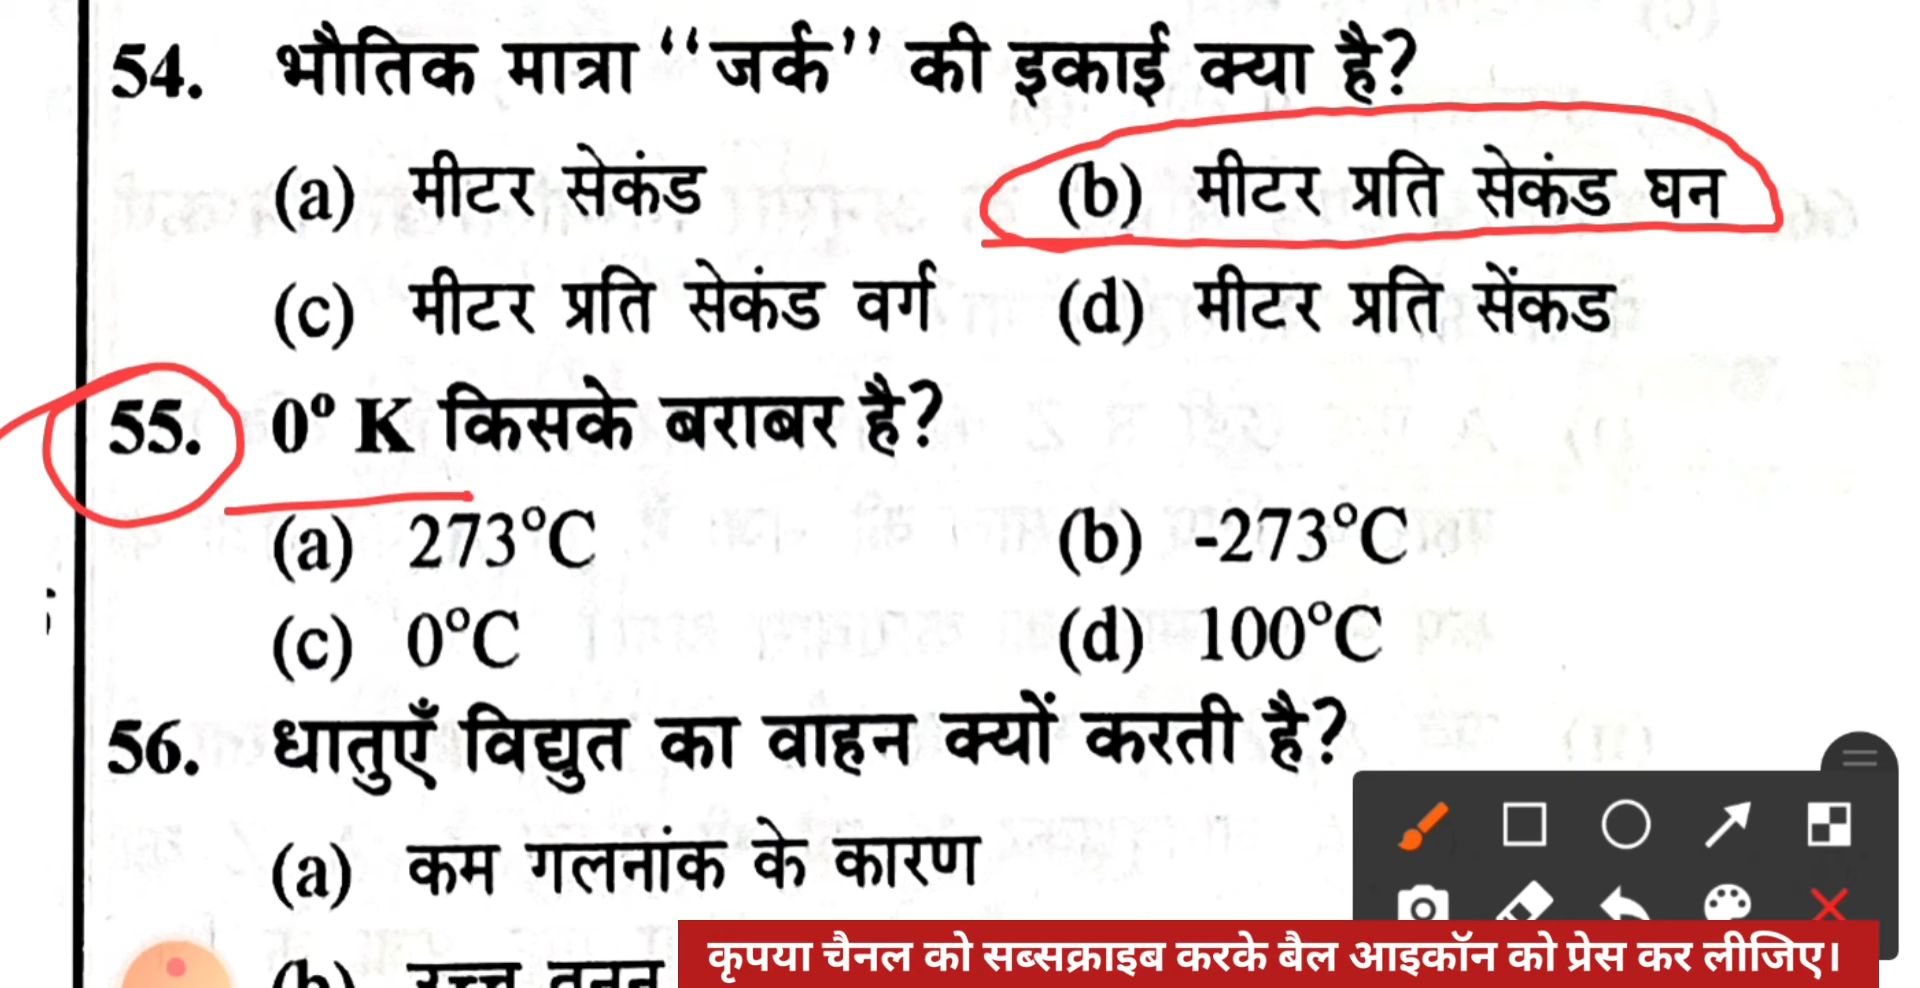 54. भौतिक मात्रा ‘‘जर्क’’ की इकाई क्या है?
(a) मीटर सेकंड (b) मीटर प्रति सेकंड घन
(c) मीटर प्रति सेकंड वर्ग (d) मीटर प्रति सेंकड
55. 0° K किसके बराबर है?
(a) 273°C (b) -273°C
(c) 0°C (d) 100°C
56. धातुएँ विद्युत का वाहन क्यों करती है?
(a) कम गलनांक के कारण
(b)
कृपया चैनल को सब्सक्राइब करके बैल आइकॉन को प्रेस कर लीजिए।